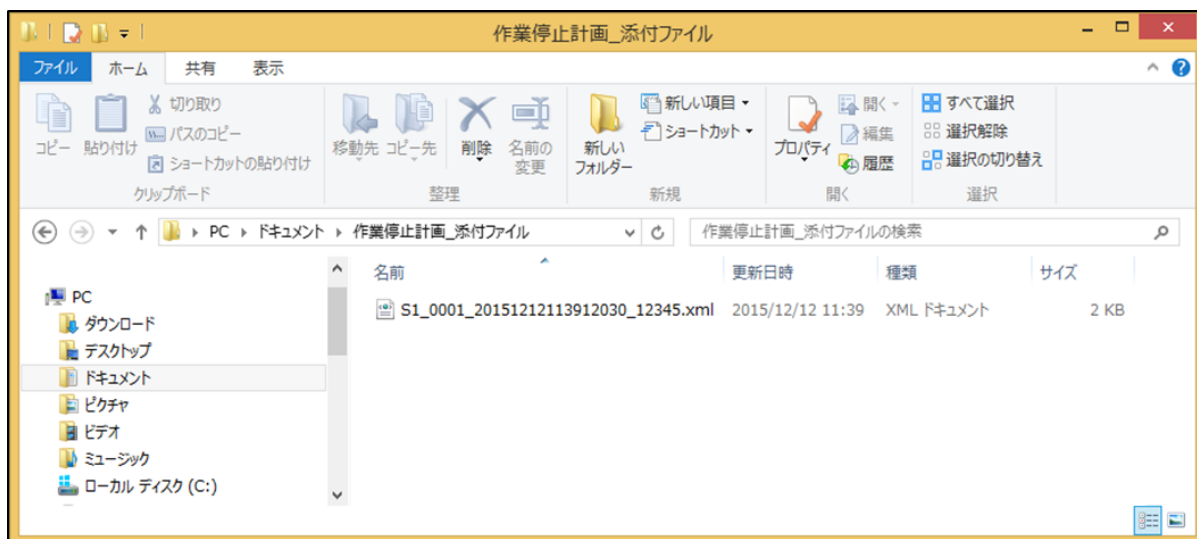 作業停止計画_添付ファイル
ファイル ホーム 共有 表示
コピー 貼り付け 切り取り
パスのコピー
ショートカットの貼り付け
クリップボード
移動先 コピー先 削除 名前の変更
整理
新しいフォルダー 新しい項目
ショートカット
新規
プロパティ 開く
編集
履歴
開く
すべて選択
選択解除
選択の切り替え
選択
PC ドキュメント 作業停止計画_添付ファイル
作業停止計画_添付ファイルの検索
名前 更新日時 種類 サイズ
S1_0001_20151212113912030_12345.xml 2015/12/12 11:39 XML ドキュメント 2 KB
PC
ダウンロード
デスクトップ
ドキュメント
ピクチャ
ビデオ
ミュージック
ローカル ディスク (C:)